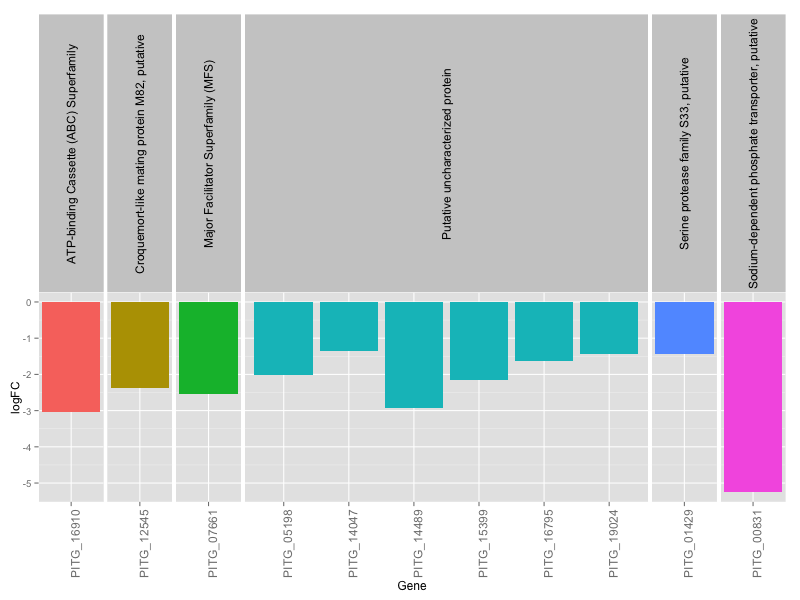 ATP-binding Cassette (ABC) Superfamily
Croquemort-like mating protein M82, putative
Major Facilitator Superfamily (MFS)
Putative uncharacterized protein
Serine protease family S33, putative
Sodium-dependent phosphate transporter, putative
0
-1
-2
-3
-4
-5
logFC
PITG_16910
PITG_12545
PITG_07661
PITG_05198
PITG_14047
PITG_14489
PITG_15399
PITG_16795
PITG_19024
PITG_01429
PITG_00831
Gene